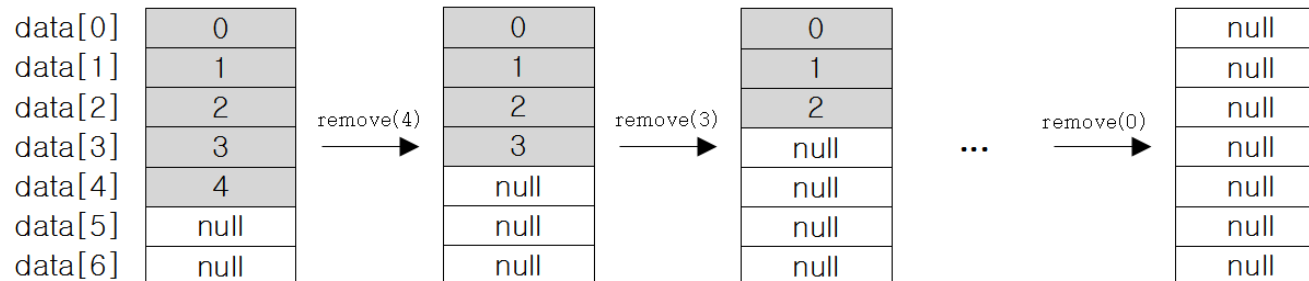 data[0] 0 0 0 null
data[1] 1 1 1 null
data[2] 2 2 2 null
remove(4) remove(3) remove(0)
data[3] 3 3 null ... null
data[4] 4 null null null
data[5] null null null null
data[6] null null null null